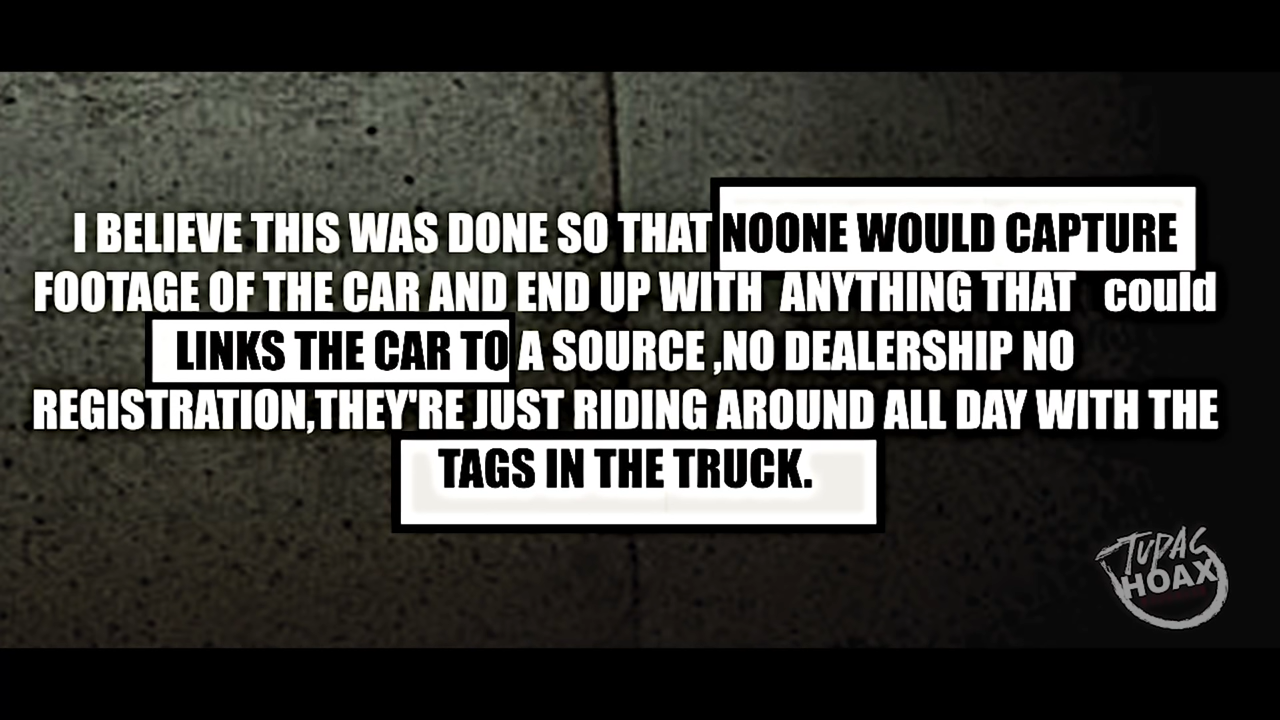 I BELIEVE THIS WAS DONE SO THAT NOONE WOULD CAPTURE
FOOTAGE OF THE CAR AND END UP WITH ANYTHING THAT could
LINKS THE CAR TO A SOURCE ,NO DEALERSHIP NO
REGISTRATION,THEY'RE JUST RIDING AROUND ALL DAY WITH THE
TAGS IN THE TRUCK.
TUPAC
HOAX